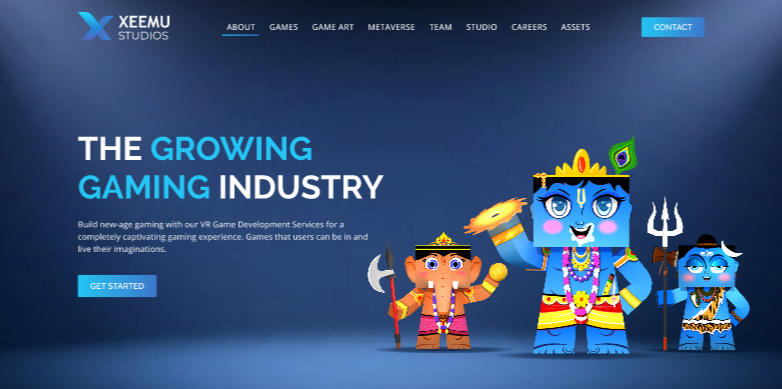 XEEMU
STUDIOS
ABOUT GAMES GAME ART METAVERSE TEAM STUDIO CAREERS ASSETS CONTACT
THE GROWING
GAMING INDUSTRY
Build new-age gaming with our VR Game Development Services for a
completely captivating gaming experience. Games that users can be in and
live their imaginations.
GET STARTED